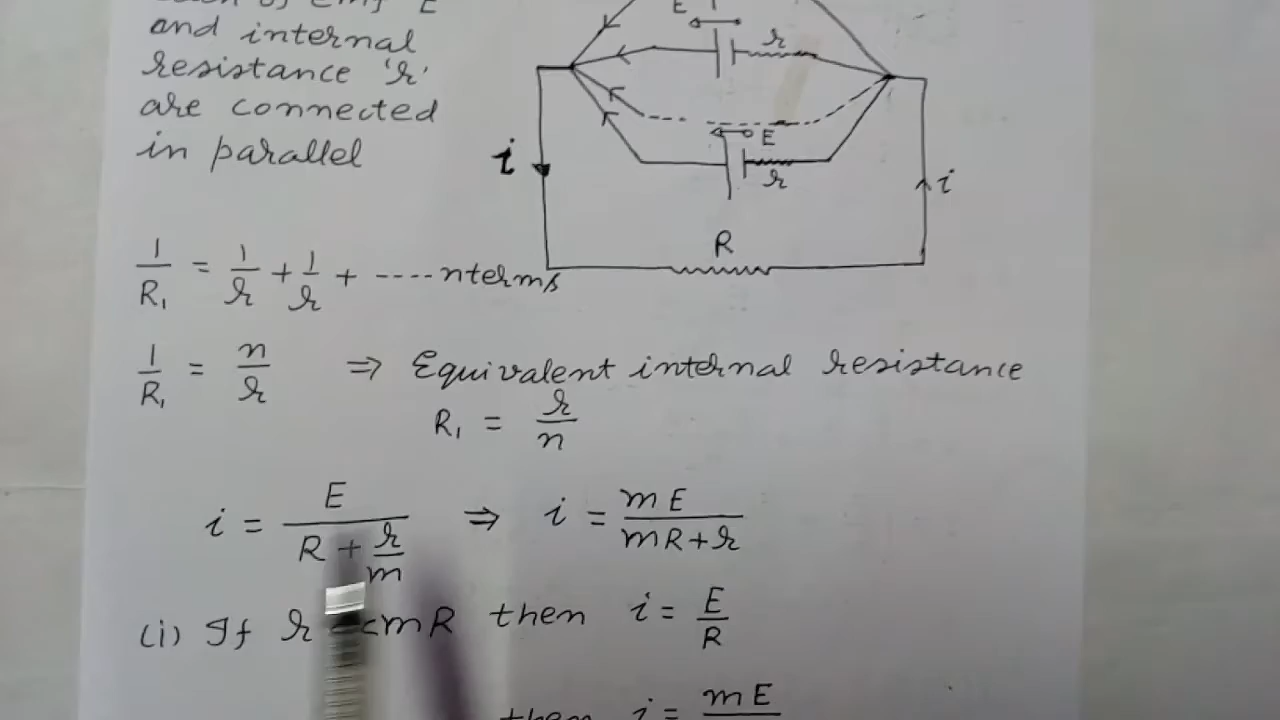 E
and internal
resistance 'r'
are connected
in parallel
E
r
E
r
i
i
R
1/R₁ = 1/r + 1/r + ---- n terms
1/R₁ = n/r ⇒ Equivalent internal resistance
R₁ = r/n
i = E/(R + r/m) ⇒ i = mE/(mR+r)
(i) If r <<mR then i = E/R
then i = mE